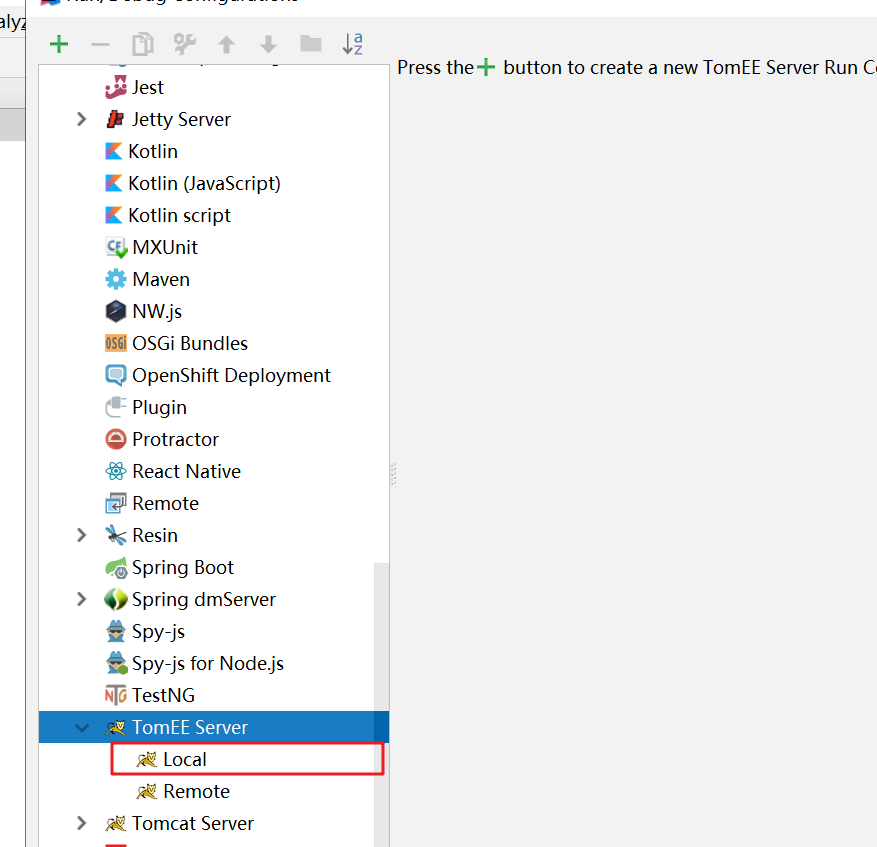 Press the + button to create a new TomEE Server Run C
Jest
Jetty Server
Kotlin
Kotlin (JavaScript)
Kotlin script
MXUnit
Maven
NW.js
OSGi Bundles
OpenShift Deployment
Plugin
Protractor
React Native
Remote
Resin
Spring Boot
Spring dmServer
Spy-js
Spy-js for Node.js
TestNG
TomEE Server
Local
Remote
Tomcat Server